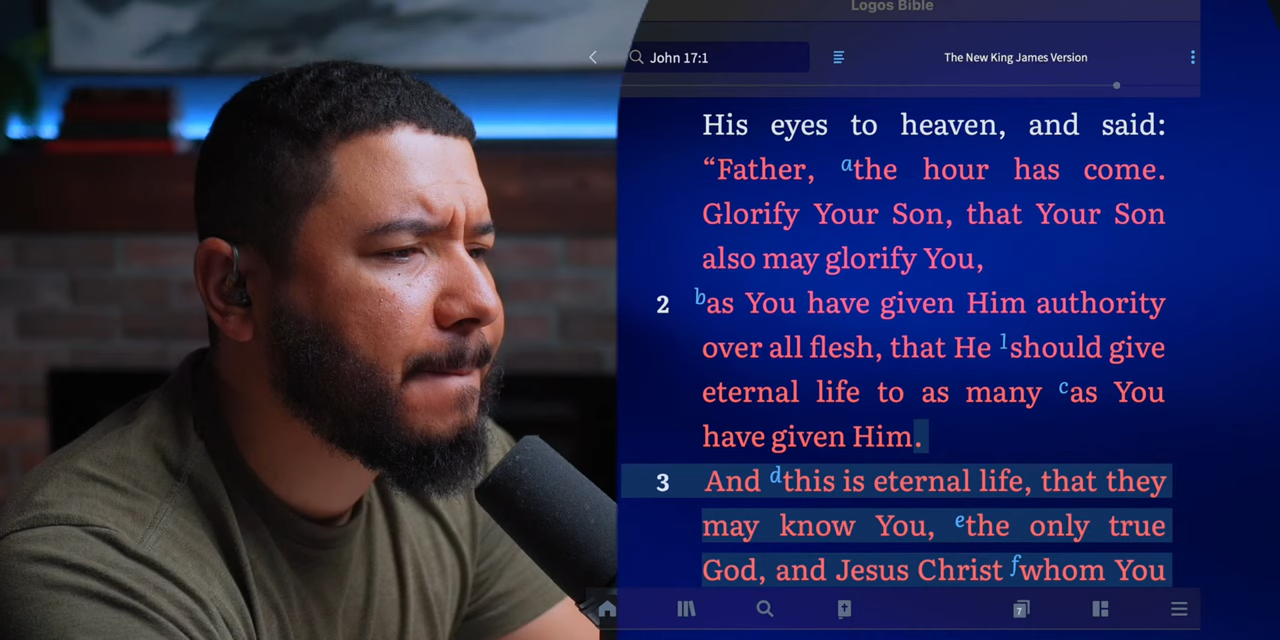 Logos Bible
John 17:1
The New King James Version
His eyes to heaven, and said:
“Father, ᵃthe hour has come.
Glorify Your Son, that Your Son
also may glorify You,
2 ᵇas You have given Him authority
over all flesh, that He ¹should give
eternal life to as many ᶜas You
have given Him.
3 And ᵈthis is eternal life, that they
may know You, ᵉthe only true
God, and Jesus Christ ᶠwhom You
7